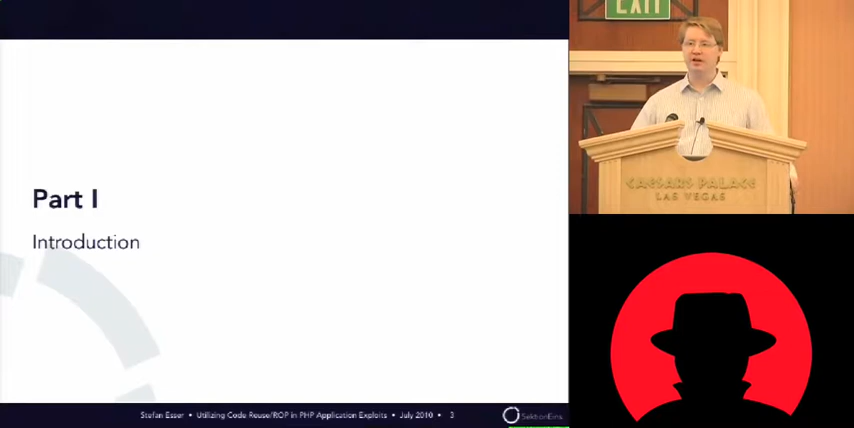 Part I
Introduction
Stefan Esser • Utilizing Code Reuse/ROP in PHP Application Exploits • July 2010 • 3
SektionEins
EXIT
CAESARS PALACE
LAS VEGAS